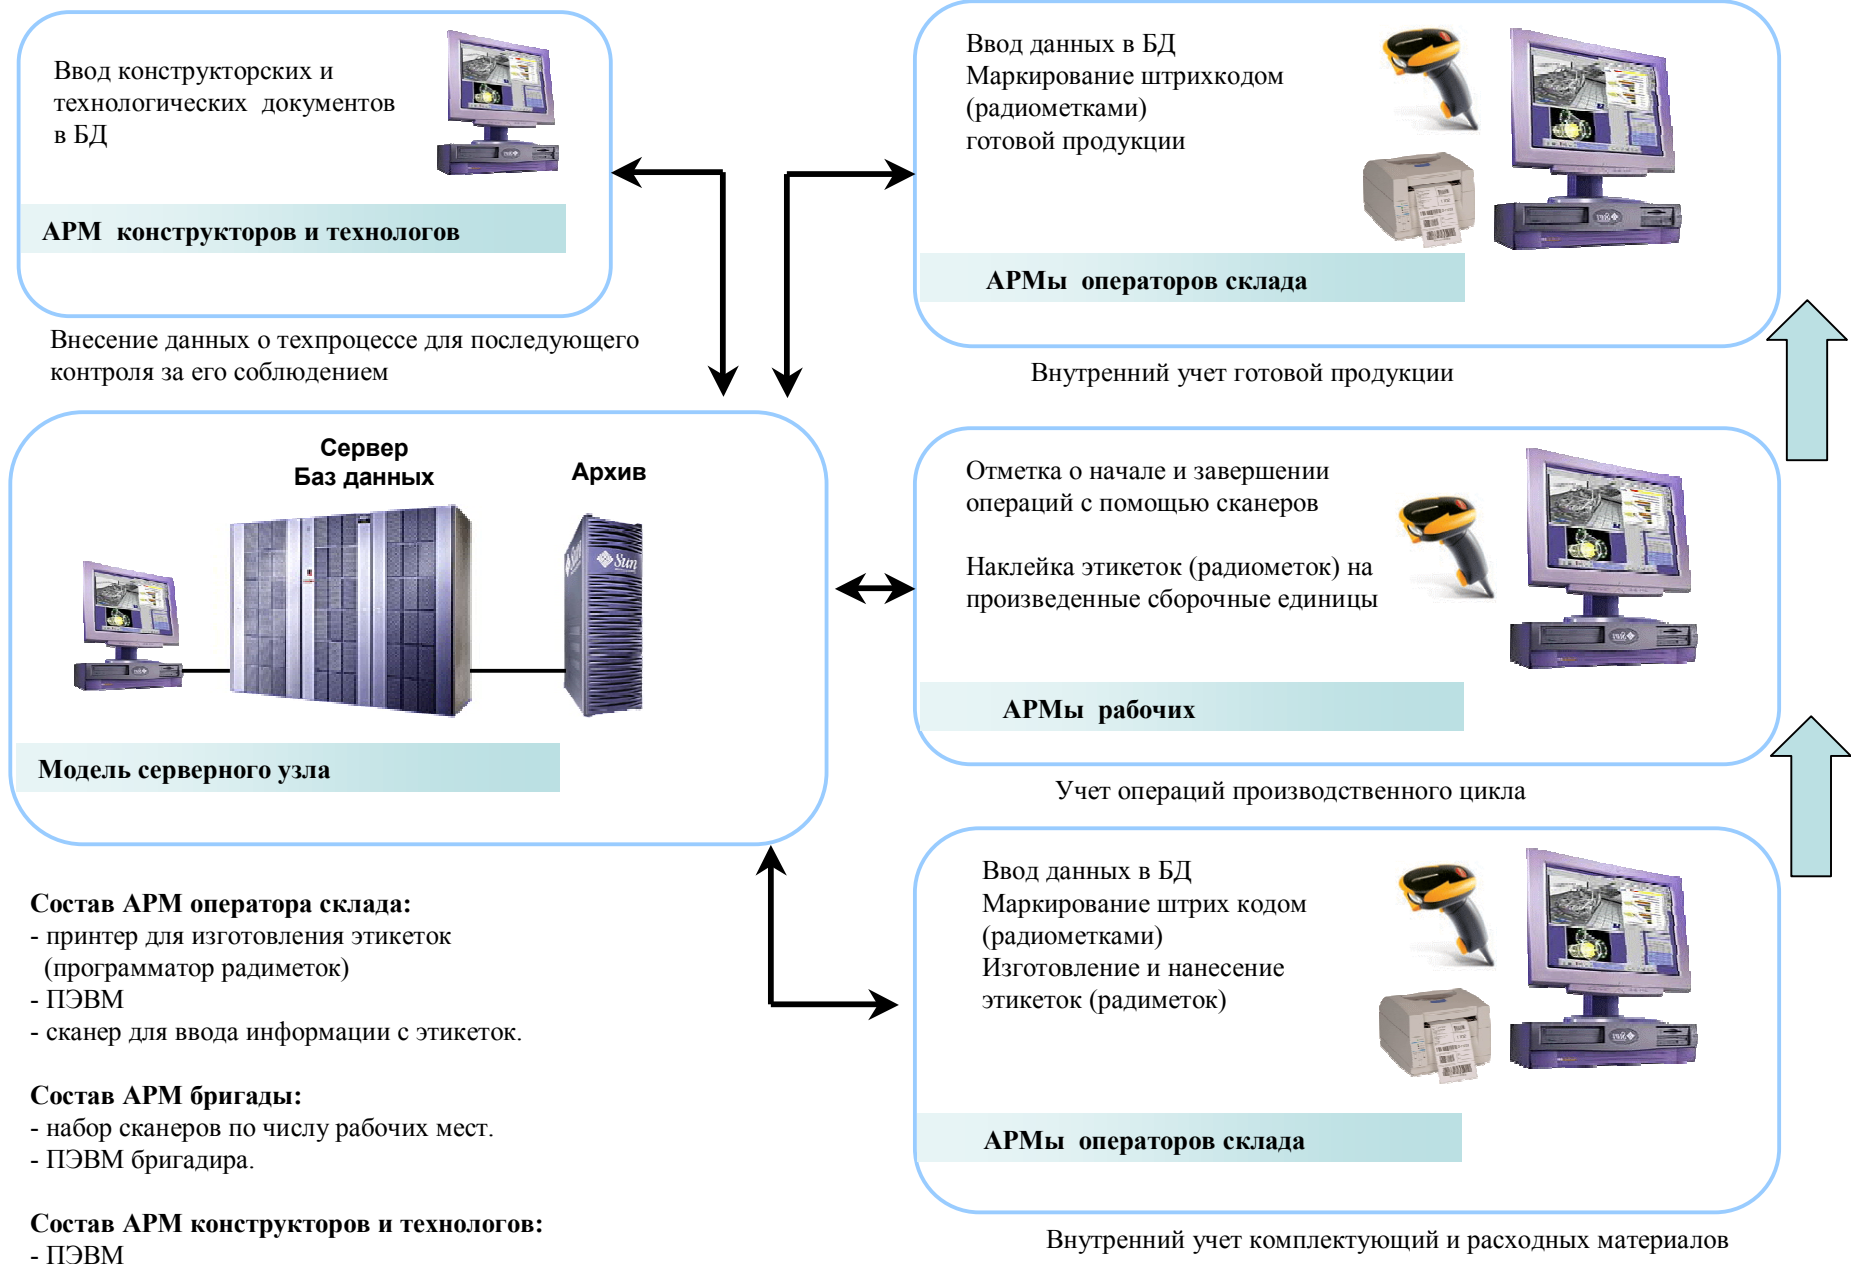 Ввод конструкторских и
технологических документов
в БД
АРМ конструкторов и технологов
Внесение данных о техпроцессе для последующего
контроля за его соблюдением
Ввод данных в БД
Маркирование штрихкодом
(радиометками)
готовой продукции
АРМы операторов склада
Внутренний учет готовой продукции
Сервер
Баз данных
Архив
Sun
Модель серверного узла
Отметка о начале и завершении
операций с помощью сканеров
Наклейка этикеток (радиометок) на
произведенные сборочные единицы
АРМы рабочих
Учет операций производственного цикла
Ввод данных в БД
Маркирование штрих кодом
(радиометками)
Изготовление и нанесение
этикеток (радиметок)
АРМы операторов склада
Внутренний учет комплектующий и расходных материалов
Состав АРМ оператора склада:
- принтер для изготовления этикеток
(программатор радиметок)
- ПЭВМ
- сканер для ввода информации с этикеток.
Состав АРМ бригады:
- набор сканеров по числу рабочих мест.
- ПЭВМ бригадира.
Состав АРМ конструкторов и технологов:
- ПЭВМ